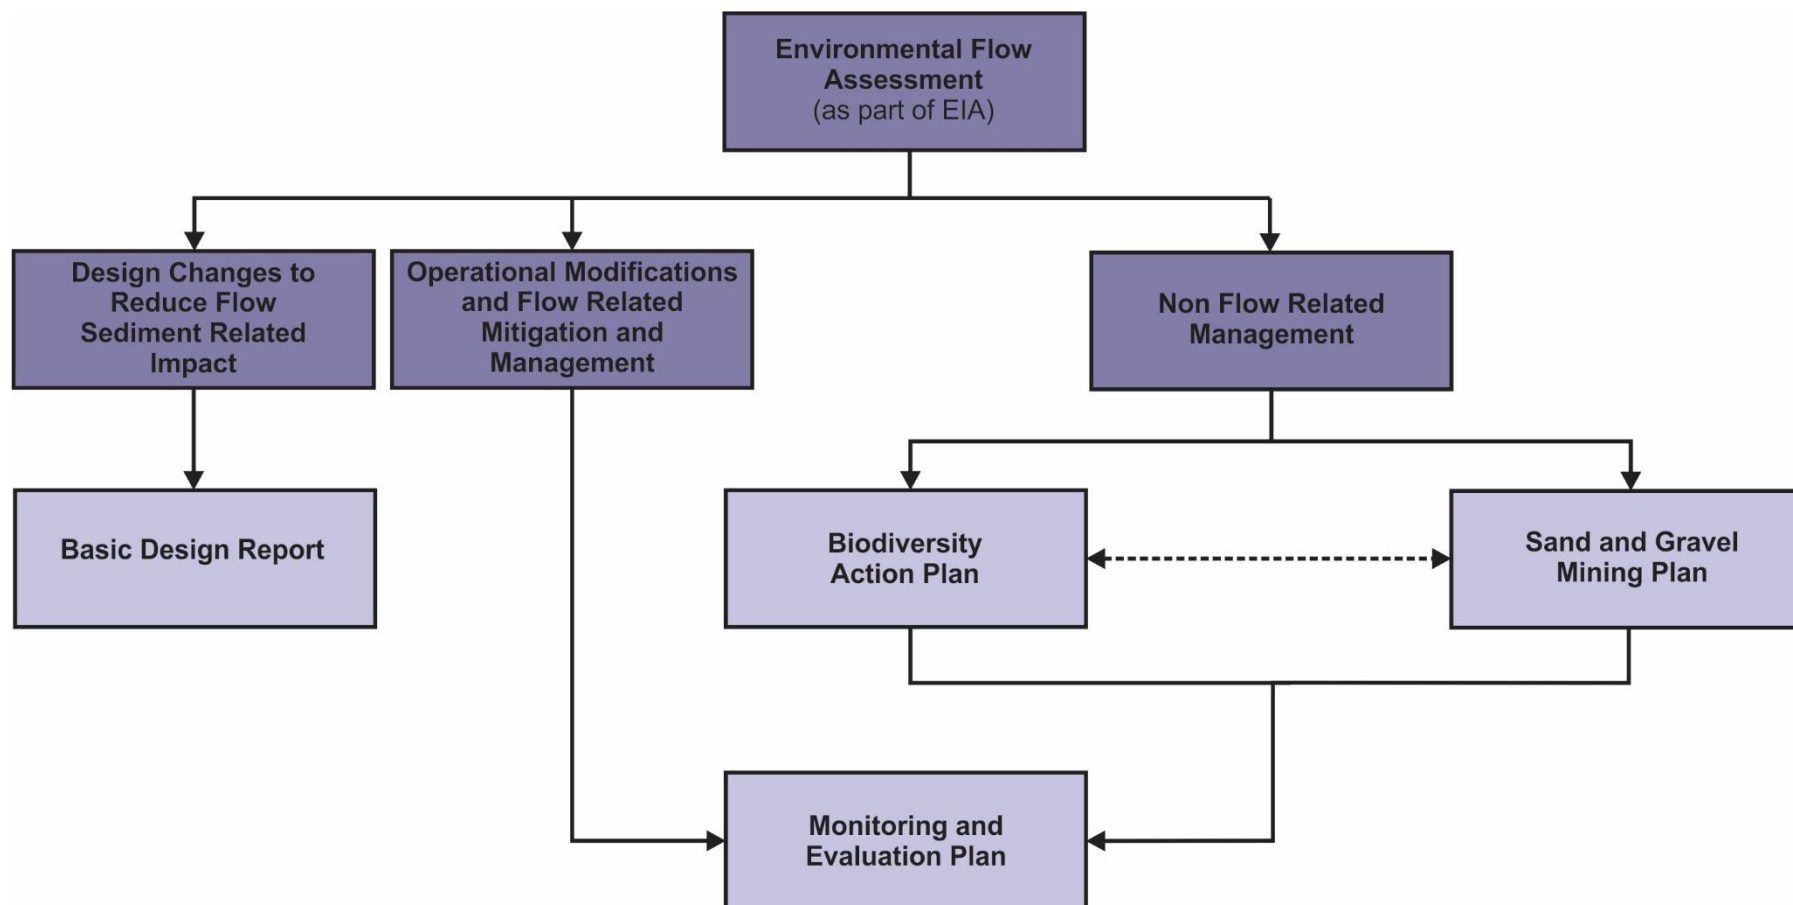 Environmental Flow
Assessment
(as part of EIA)
Design Changes to
Reduce Flow
Sediment Related
Impact
Operational Modifications
and Flow Related
Mitigation and
Management
Non Flow Related
Management
Basic Design Report
Biodiversity
Action Plan
Sand and Gravel
Mining Plan
Monitoring and
Evaluation Plan